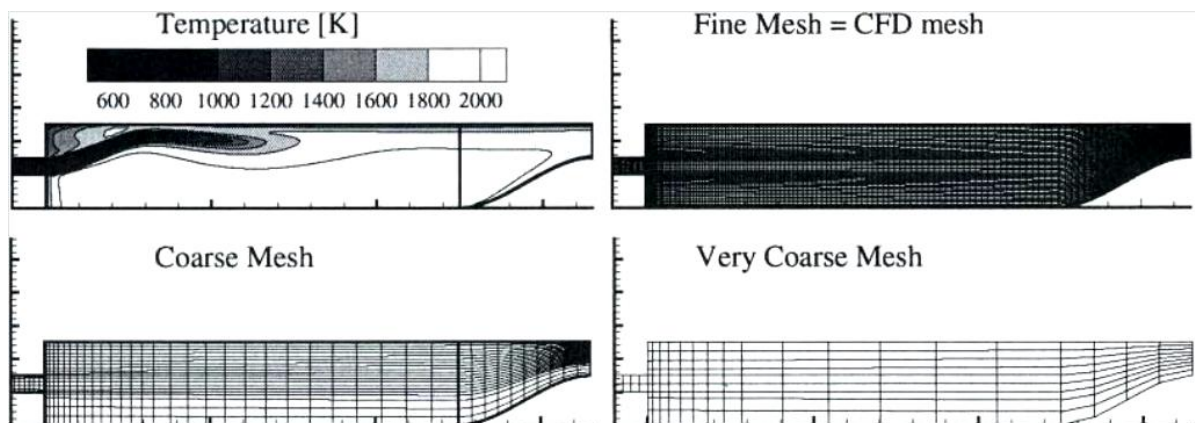 Temperature [K]
Fine Mesh = CFD mesh
600 800 1000 1200 1400 1600 1800 2000
Coarse Mesh
Very Coarse Mesh